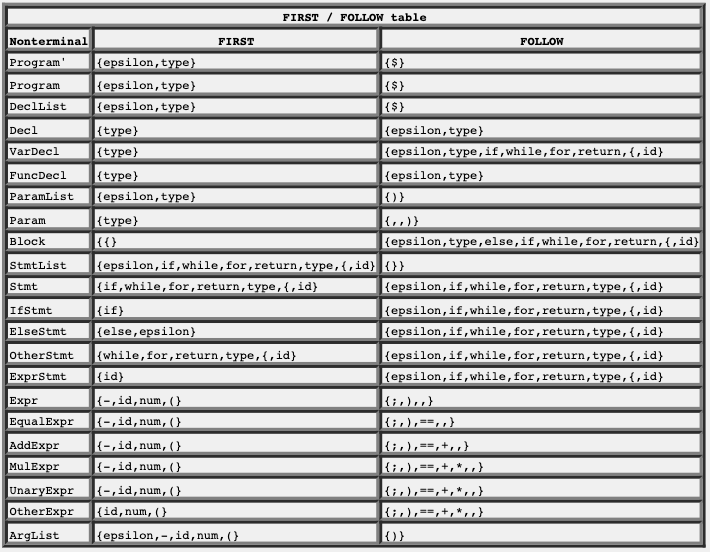 FIRST / FOLLOW table
Nonterminal FIRST FOLLOW
Program' {epsilon,type} {$}
Program {epsilon,type} {$}
DeclList {epsilon,type} {$}
Decl {type} {epsilon,type}
VarDecl {type} {epsilon,type,if,while,for,return,{,id}
FuncDecl {type} {epsilon,type}
ParamList {epsilon,type} {)}
Param {type} {,,)}
Block {{} {epsilon,type,else,if,while,for,return,{,id}
StmtList {epsilon,if,while,for,return,type,{,id} {}}
Stmt {if,while,for,return,type,{,id} {epsilon,if,while,for,return,type,{,id}
IfStmt {if} {epsilon,if,while,for,return,type,{,id}
ElseStmt {else,epsilon} {epsilon,if,while,for,return,type,{,id}
OtherStmt {while,for,return,type,{,id} {epsilon,if,while,for,return,type,{,id}
ExprStmt {id} {epsilon,if,while,for,return,type,{,id}
Expr {-,id,num,(} {;,),,}
EqualExpr {-,id,num,(} {;,),==,,}
AddExpr {-,id,num,(} {;,),==,+,,}
MulExpr {-,id,num,(} {;,),==,+,*,,}
UnaryExpr {-,id,num,(} {;,),==,+,*,,}
OtherExpr {id,num,(} {;,),==,+,*,,}
ArgList {epsilon,-,id,num,(} {)}